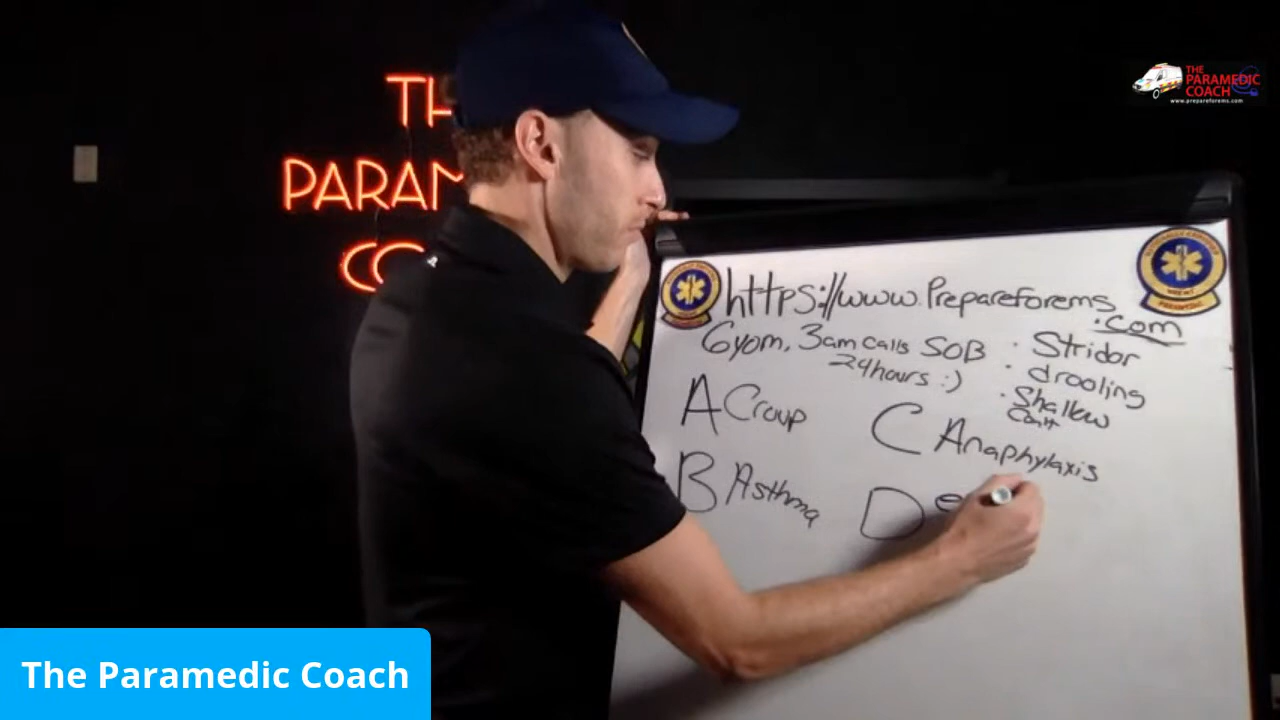 TH
PARAM
CO
THE
PARAMEDIC
COACH
www.prepareforems.com
https://www.Prepareforems
.com
6yom, 3am calls SOB
24hours :)
· Stridor
· drooling
· Shallow
A Croup
C Anaphylaxis
B Asthma
D e
The Paramedic Coach